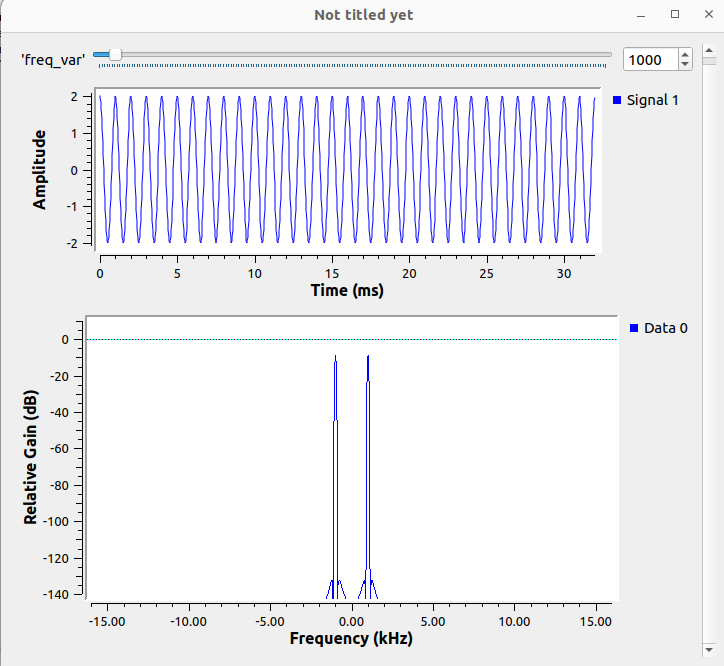 Not titled yet
'freq_var'
1000
Signal 1
Amplitude
2
1
0
-1
-2
0 5 10 15 20 25 30
Time (ms)
Data 0
Relative Gain (dB)
0
-20
-40
-60
-80
-100
-120
-140
-15.00 -10.00 -5.00 0.00 5.00 10.00 15.00
Frequency (kHz)